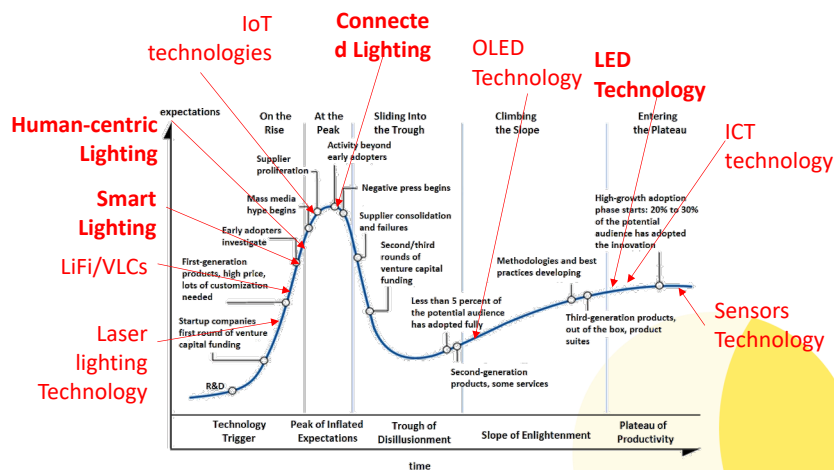 IoT
technologies
Connecte
d Lighting
OLED
Technology
LED
Technology
ICT
technology
Human-centric
Lighting
Smart
Lighting
LiFi/VLCs
Laser
lighting
Technology
Sensors
Technology
expectations
On the
Rise
At the
Peak
Sliding Into
the Trough
Climbing
the Slope
Entering
the Plateau
Activity beyond
early adopters
Supplier
proliferation
Negative press begins
Mass media
hype begins
Supplier consolidation
and failures
Early adopters
investigate
Second/third
rounds of
venture capital
funding
First-generation
products, high price,
lots of customization
needed
Startup companies
first round of venture
capital funding
R&D
Less than 5 percent of
the potential audience
has adopted fully
Second-generation
products, some services
Methodologies and best
practices developing
Third-generation products,
out of the box, product
suites
High-growth adoption
phase starts: 20% to 30%
of the potential
audience has adopted
the innovation
Technology
Trigger
Peak of Inflated
Expectations
Trough of
Disillusionment
Slope of Enlightenment
Plateau of
Productivity
time